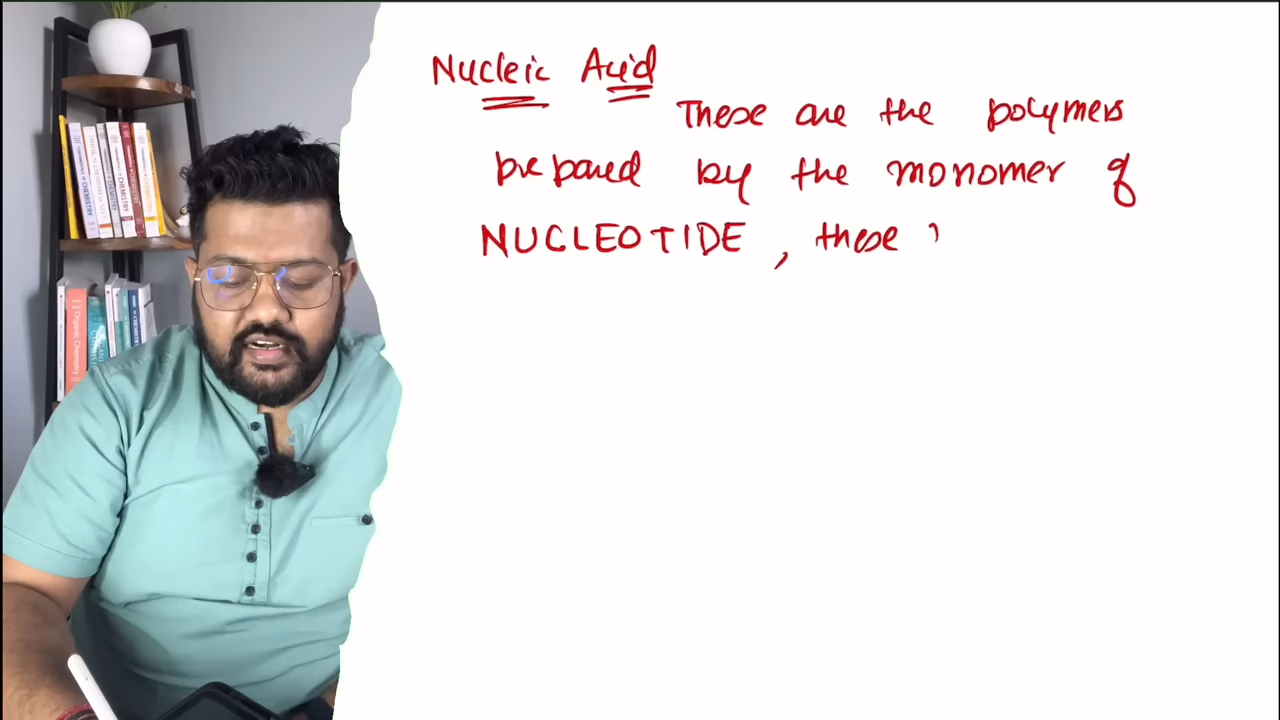 Nucleic Acid
These are the polymers
prepared by the monomer of
NUCLEOTIDE, these